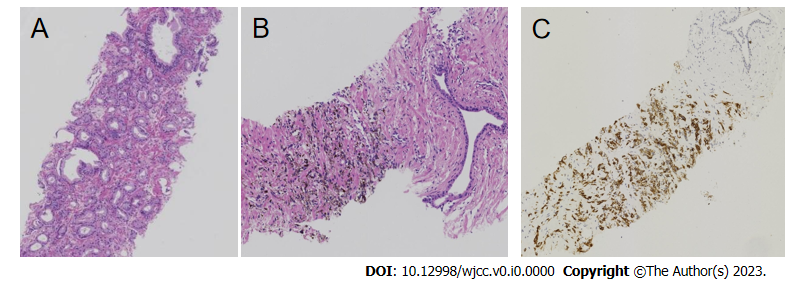 A
B
C
DOI: 10.12998/wjcc.v0.i0.0000 Copyright ©The Author(s) 2023.